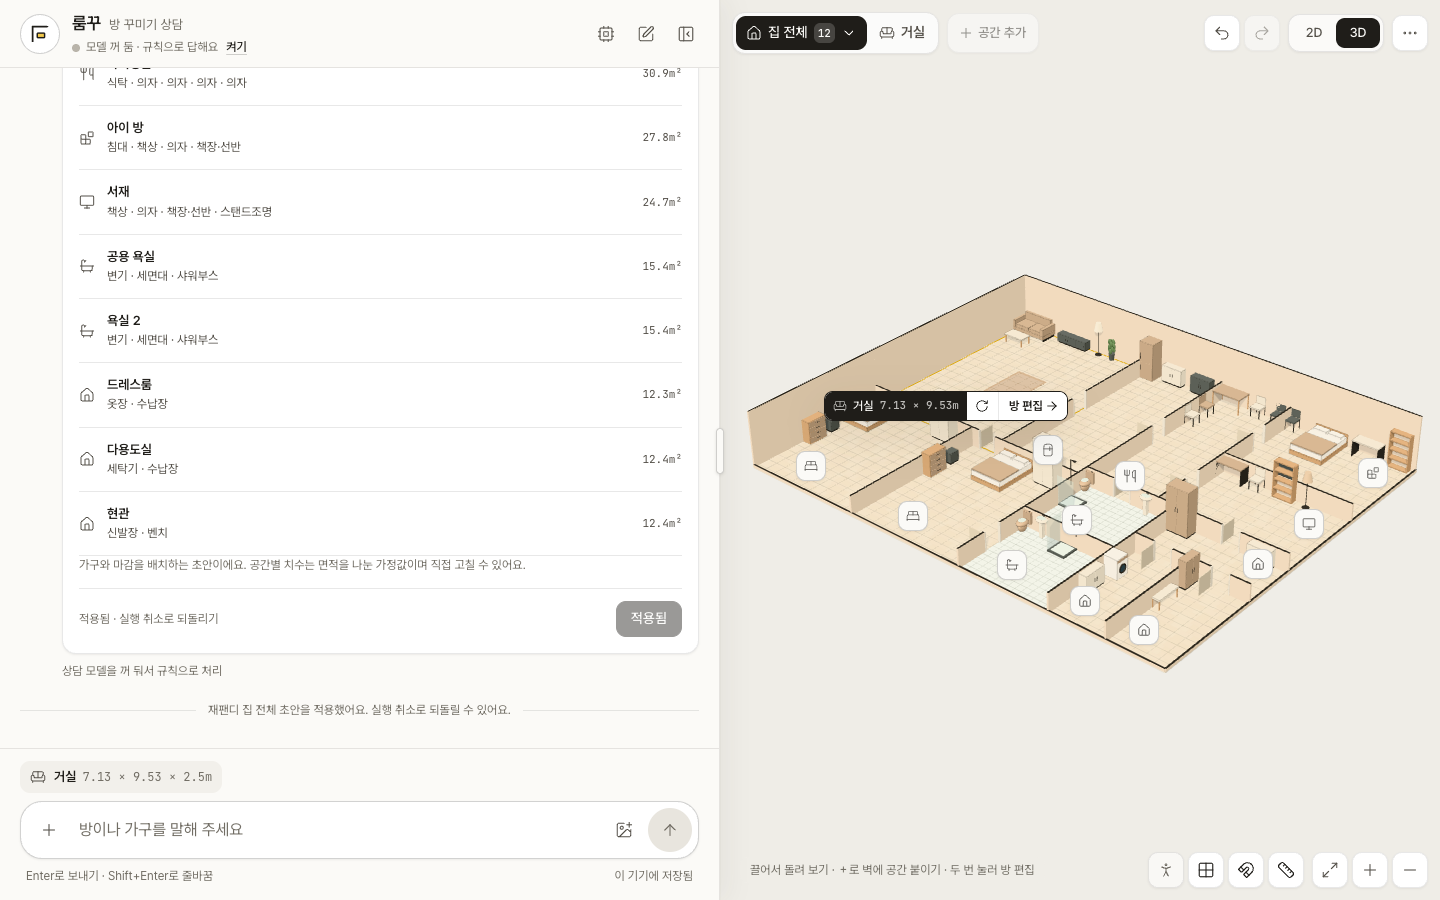 룸꾸 방 꾸미기 상담
모델 꺼 둠 · 규칙으로 답해요 켜기
식탁 · 의자 · 의자 · 의자 · 의자
30.9m²
아이 방
침대 · 책상 · 의자 · 책장·선반
27.8m²
서재
책상 · 의자 · 책장·선반 · 스탠드조명
24.7m²
공용 욕실
변기 · 세면대 · 샤워부스
15.4m²
욕실 2
변기 · 세면대 · 샤워부스
15.4m²
드레스룸
옷장 · 수납장
12.3m²
다용도실
세탁기 · 수납장
12.4m²
현관
신발장 · 벤치
12.4m²
가구와 마감을 배치하는 초안이에요. 공간별 치수는 면적을 나눈 가정값이며 직접 고칠 수 있어요.
적용됨 · 실행 취소로 되돌리기
적용됨
상담 모델을 꺼 둬서 규칙으로 처리
재팬디 집 전체 초안을 적용했어요. 실행 취소로 되돌릴 수 있어요.
거실 7.13 × 9.53 × 2.5m
방이나 가구를 말해 주세요
Enter로 보내기 · Shift+Enter로 줄바꿈
이 기기에 저장됨
집 전체 12
거실
+ 공간 추가
2D 3D
거실 7.13 × 9.53m
방 편집 →
끌어서 돌려 보기 · +로 벽에 공간 붙이기 · 두 번 눌러 방 편집